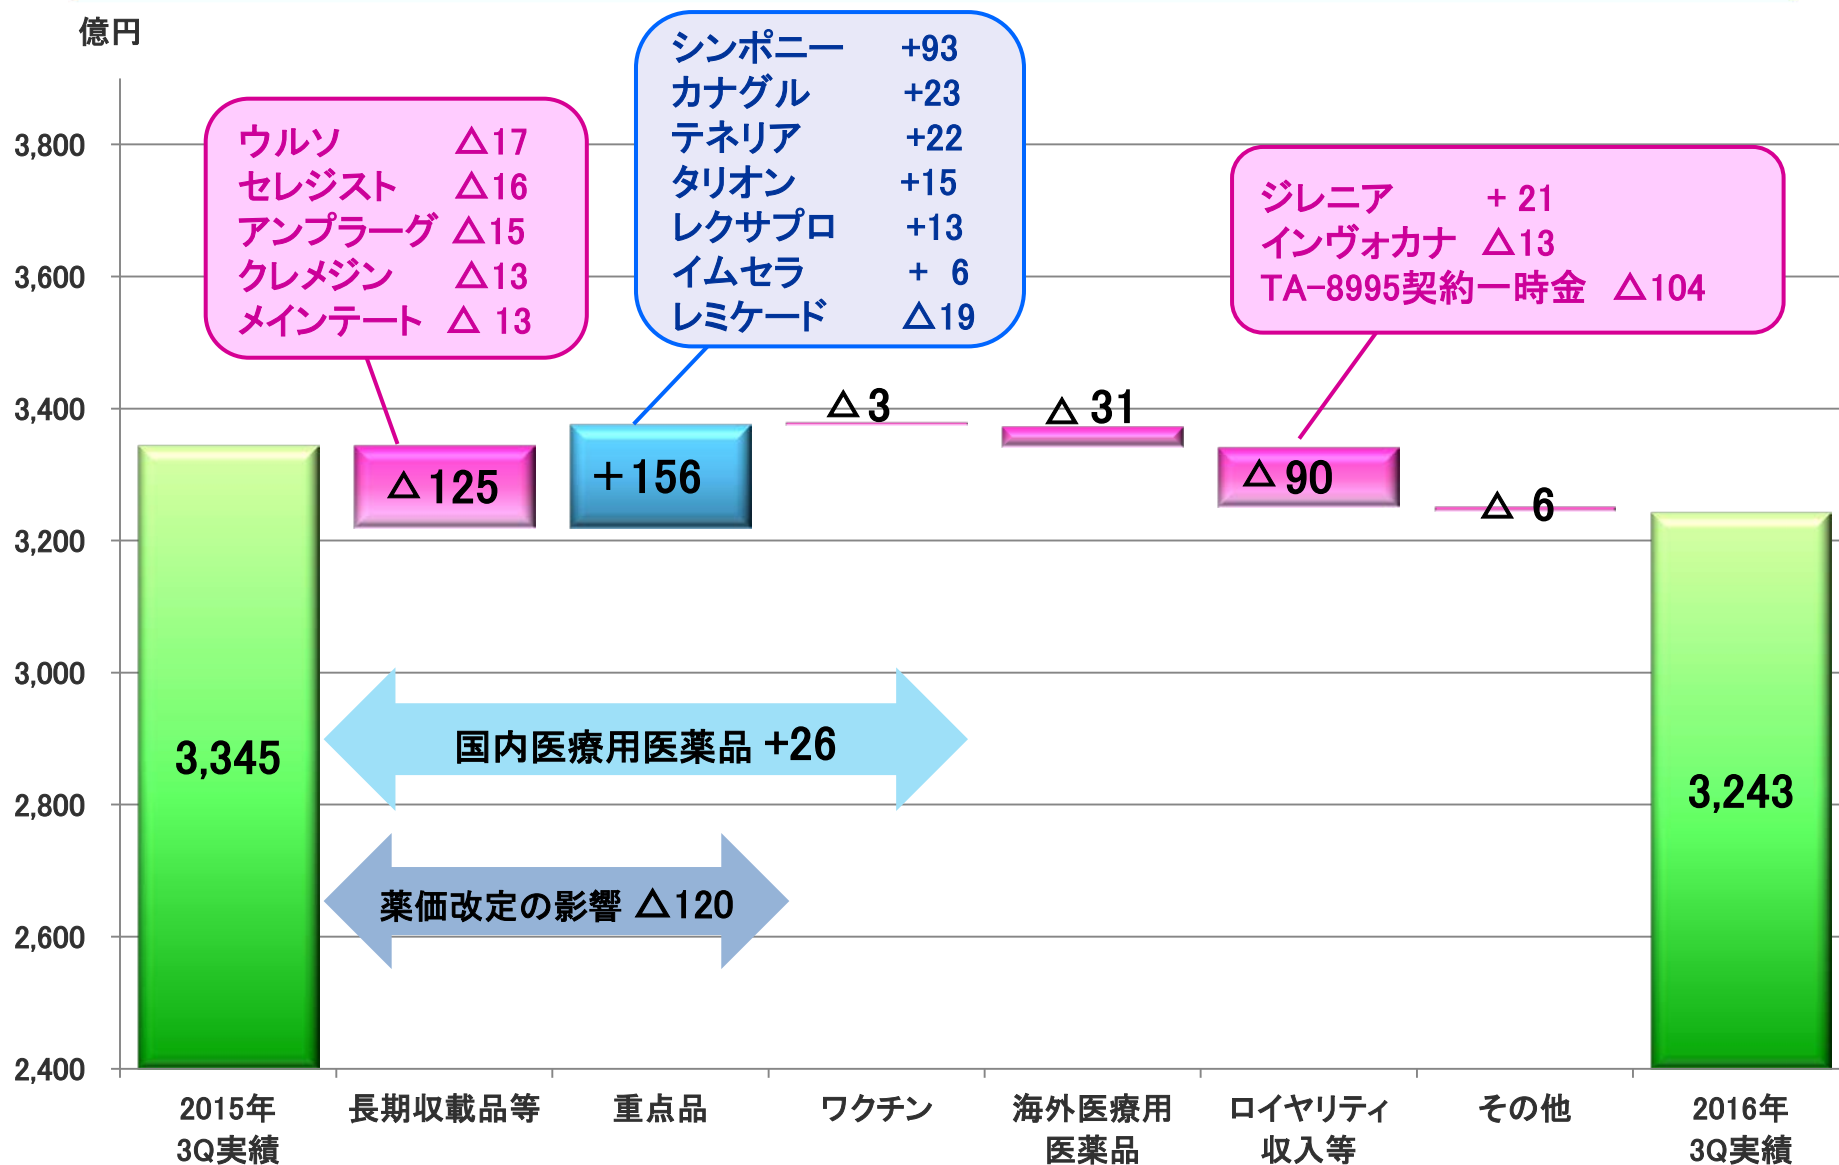 億円
3,800
3,600
3,400
3,200
3,000
2,800
2,600
2,400
ウルソ △17
セレジスト △16
アンプラーグ △15
クレメジン △13
メインテート △ 13
シンポニー +93
カナグル +23
テネリア +22
タリオン +15
レクサプロ +13
イムセラ + 6
レミケード △19
ジレニア + 21
インヴォカナ △13
TA-8995契約一時金 △104
3,345
△125
+156
△3
△31
△90
△ 6
3,243
国内医療用医薬品 +26
薬価改定の影響 △120
2015年
3Q実績
長期収載品等
重点品
ワクチン
海外医療用
医薬品
ロイヤリティ
収入等
その他
2016年
3Q実績